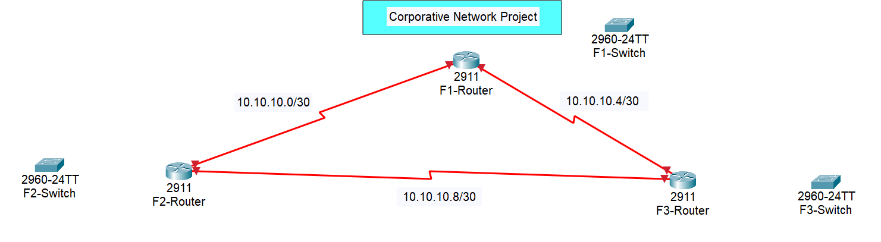 Corporative Network Project
2960-24TT
F1-Switch
2911
F1-Router
10.10.10.0/30
10.10.10.4/30
2960-24TT
F2-Switch
2911
F2-Router
10.10.10.8/30
2911
F3-Router
2960-24TT
F3-Switch